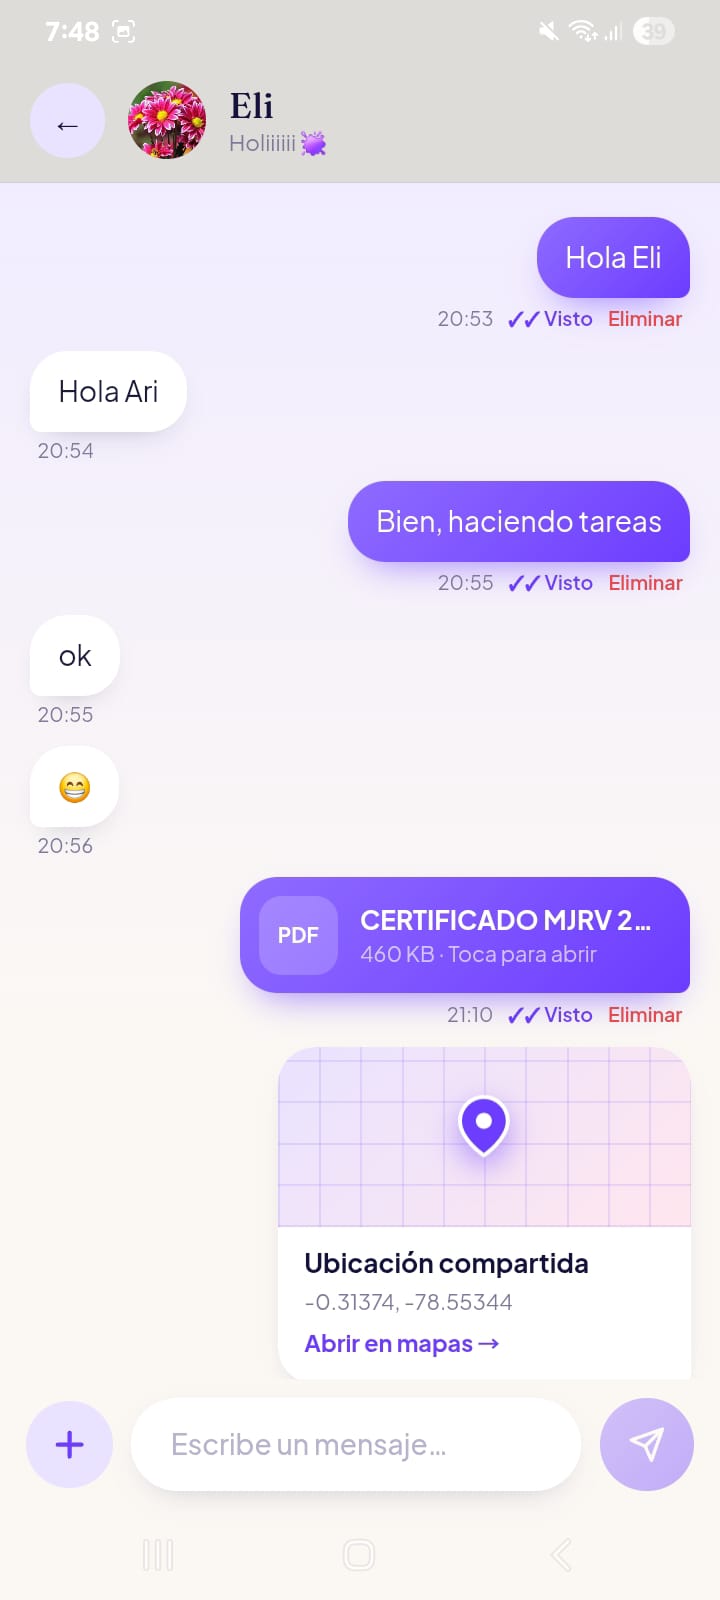 7:48
39
←
Eli
Holiiiiii
Hola Eli
20:53 ✓✓ Visto Eliminar
Hola Ari
20:54
Bien, haciendo tareas
20:55 ✓✓ Visto Eliminar
ok
20:55
😁
20:56
PDF
CERTIFICADO MJRV 2...
460 KB · Toca para abrir
21:10 ✓✓ Visto Eliminar
Ubicación compartida
-0.31374, -78.55344
Abrir en mapas →
Escribe un mensaje...